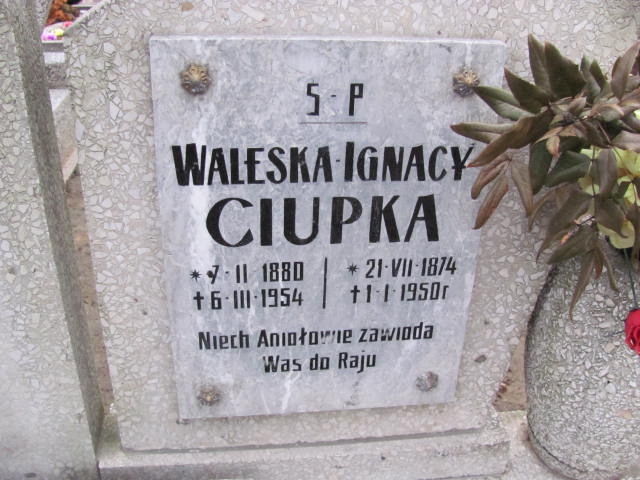 Ś-P
WALESKA-IGNACY
CIUPKA
* 7-II 1880 | * 21-VII-1874
† 6-III-1954 | † 1-I-1950r
Niech Aniołowie zawioda
Was do Raju